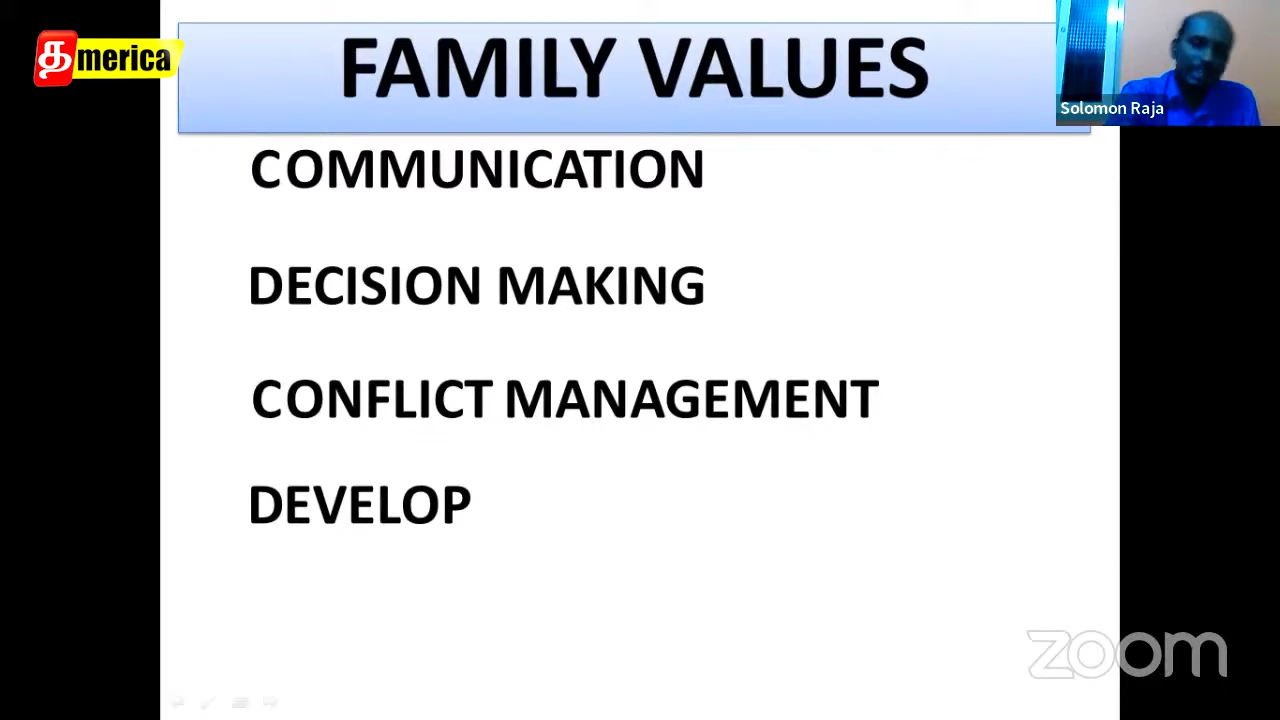 தmerica
FAMILY VALUES
Solomon Raja
COMMUNICATION
DECISION MAKING
CONFLICT MANAGEMENT
DEVELOP
zoom